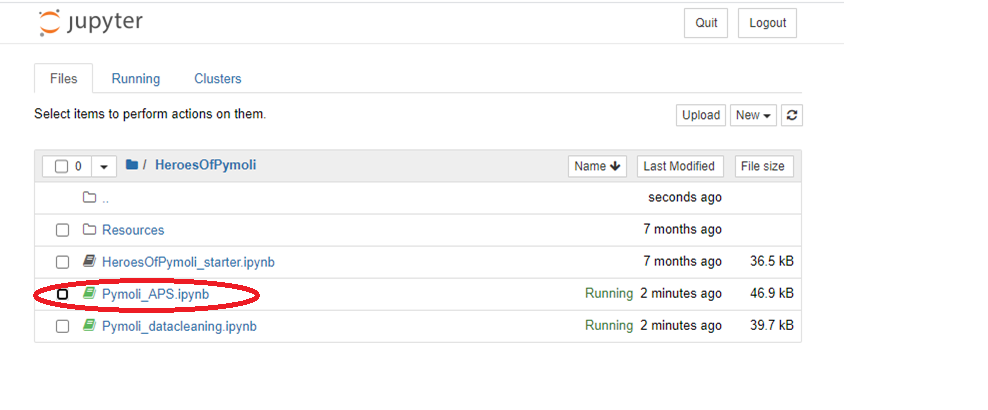 jupyter Quit Logout
Files Running Clusters
Select items to perform actions on them. Upload New
0 / HeroesOfPymoli Name Last Modified File size
.. seconds ago
Resources 7 months ago
HeroesOfPymoli_starter.ipynb 7 months ago 36.5 kB
Pymoli_APS.ipynb Running 2 minutes ago 46.9 kB
Pymoli_datacleaning.ipynb Running 2 minutes ago 39.7 kB